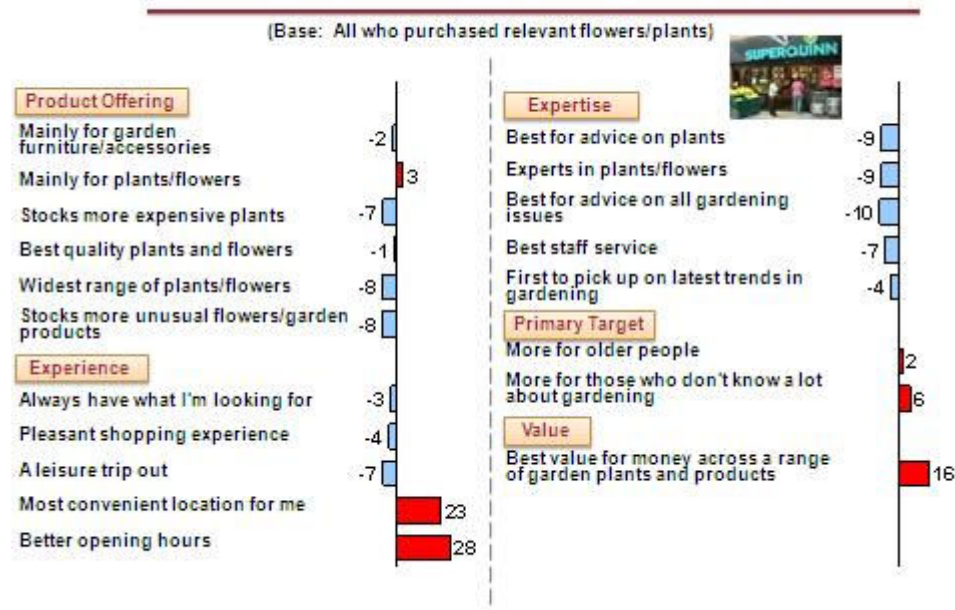 (Base: All who purchased relevant flowers/plants)
SUPERQUINN
Product Offering
Mainly for garden
furniture/accessories
-2
Mainly for plants/flowers
3
Stocks more expensive plants
-7
Best quality plants and flowers
-1
Widest range of plants/flowers
-8
Stocks more unusual flowers/garden
products
-8
Experience
Always have what I'm looking for
-3
Pleasant shopping experience
-4
A leisure trip out
-7
Most convenient location for me
23
Better opening hours
28
Expertise
Best for advice on plants
-9
Experts in plants/flowers
-9
Best for advice on all gardening
issues
-10
Best staff service
-7
First to pick up on latest trends in
gardening
-4
Primary Target
More for older people
2
More for those who don't know a lot
about gardening
6
Value
Best value for money across a range
of garden plants and products
16